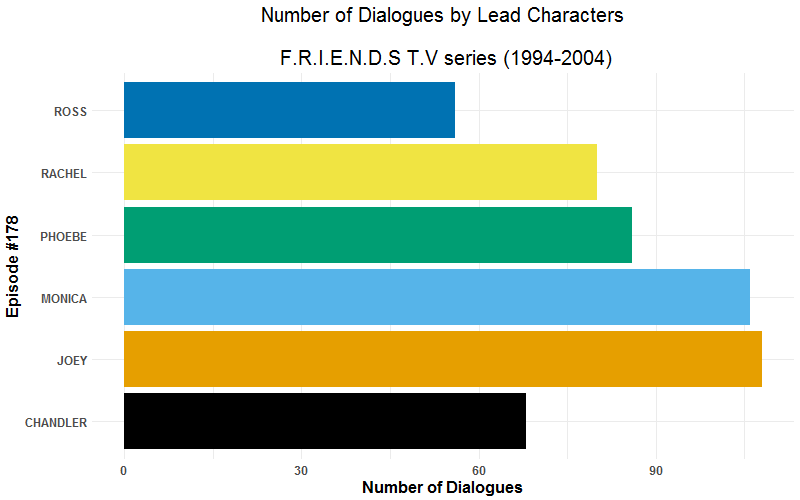 Number of Dialogues by Lead Characters
F.R.I.E.N.D.S T.V series (1994-2004)
Episode #178
ROSS
RACHEL
PHOEBE
MONICA
JOEY
CHANDLER
0 30 60 90
Number of Dialogues